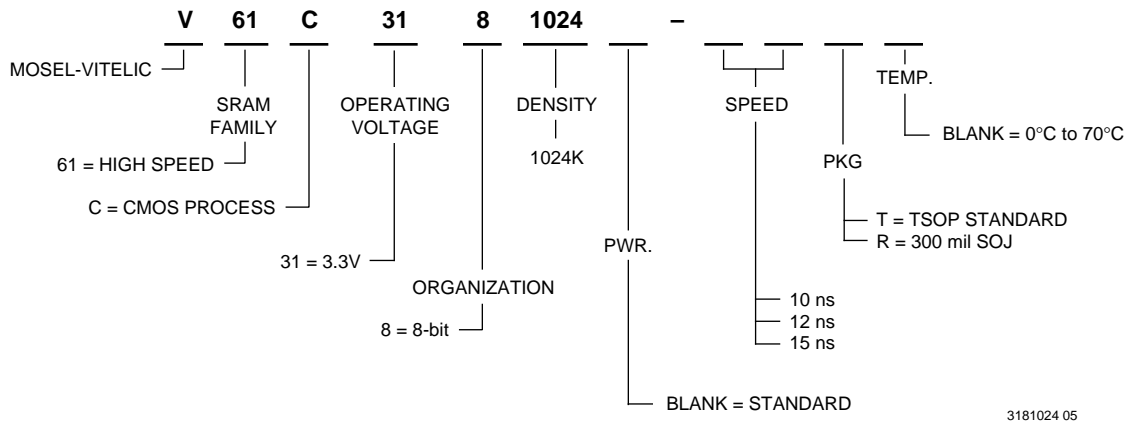 V 61 C 31 8 1024 –
MOSEL-VITELIC
TEMP.
SRAM
FAMILY
OPERATING
VOLTAGE
DENSITY
SPEED
BLANK = 0°C to 70°C
1024K
61 = HIGH SPEED
PKG
C = CMOS PROCESS
T = TSOP STANDARD
R = 300 mil SOJ
PWR.
31 = 3.3V
ORGANIZATION
8 = 8-bit
10 ns
12 ns
15 ns
BLANK = STANDARD
3181024 05